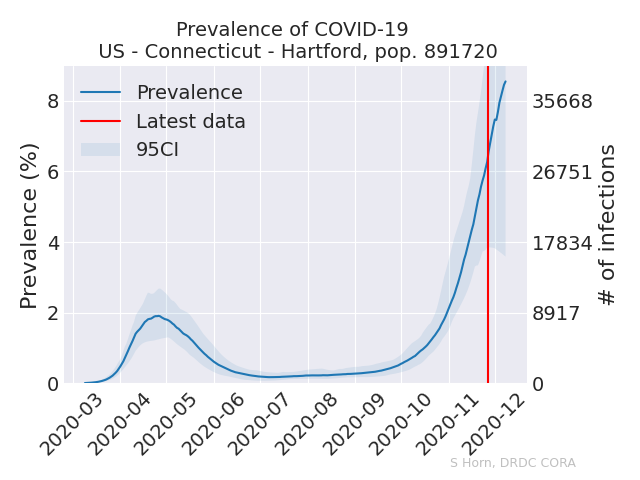 Prevalence of COVID-19
US - Connecticut - Hartford, pop. 891720
Prevalence
Latest data
95CI
Prevalence (%)
8
6
4
2
0
35668
26751
17834
8917
0
# of infections
2020-03
2020-04
2020-05
2020-06
2020-07
2020-08
2020-09
2020-10
2020-11
2020-12
S Horn, DRDC CORA